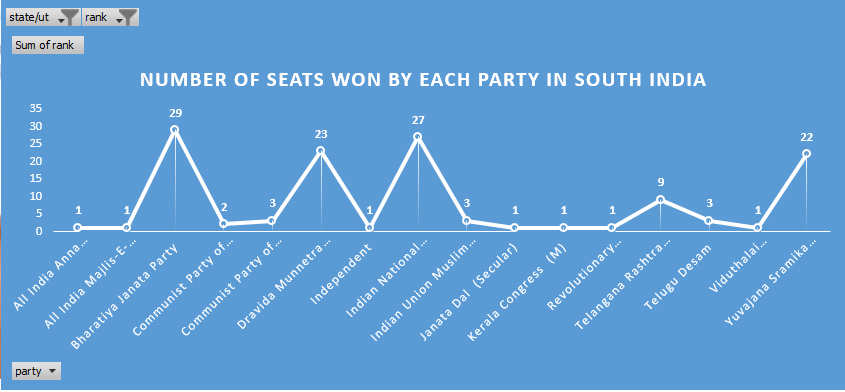 state/ut rank
Sum of rank
NUMBER OF SEATS WON BY EACH PARTY IN SOUTH INDIA
35
30
25
20
15
10
5
0
1
1
29
2
3
23
1
27
3
1
1
1
9
3
1
22
All India Anna...
All India Majlis-E-...
Bharatiya Janata Party
Communist Party of...
Communist Party of...
Dravida Munnetra...
Independent
Indian National...
Indian Union Muslim...
Janata Dal (Secular)
Kerala Congress (M)
Revolutionary...
Telangana Rashtra...
Telugu Desam
Viduthalai...
Yuvajana Sramika...
party